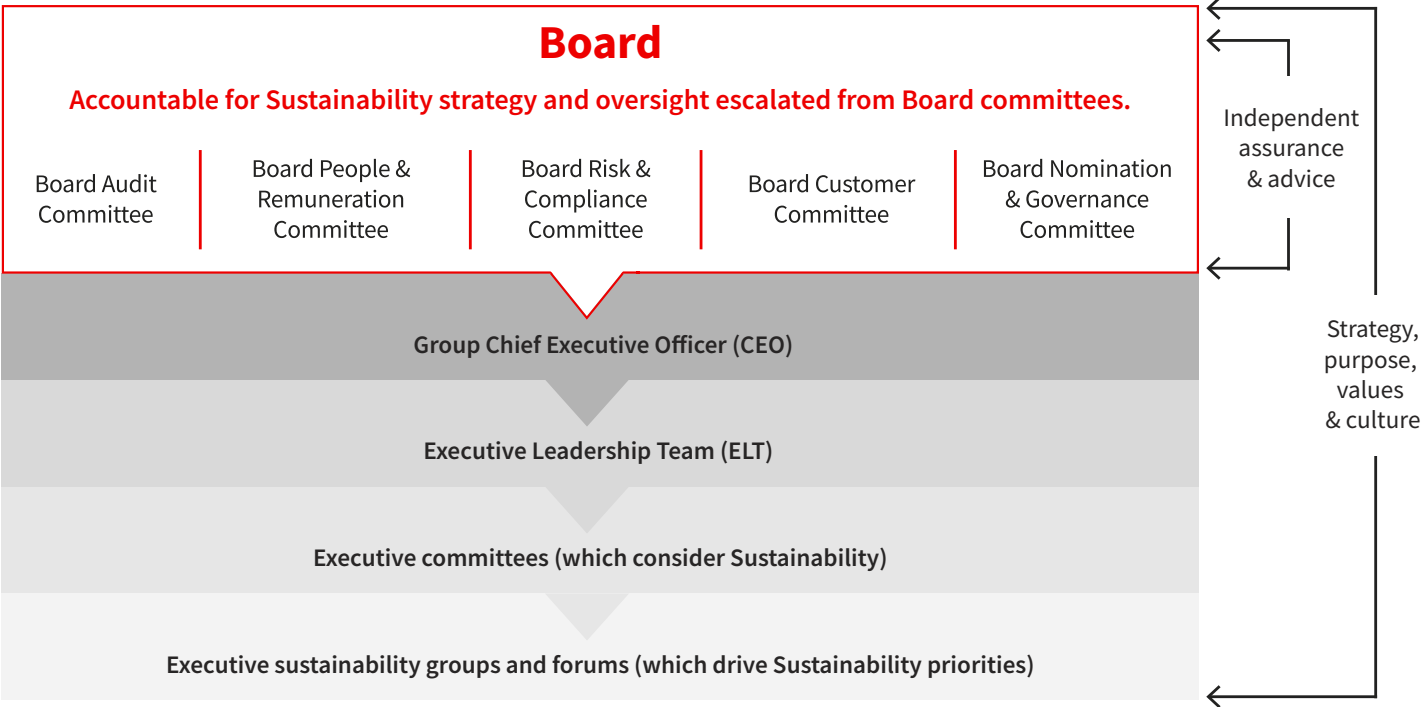 Board
Accountable for Sustainability strategy and oversight escalated from Board committees.
Board Audit
Committee
Board People &
Remuneration
Committee
Board Risk &
Compliance
Committee
Board Customer
Committee
Board Nomination
& Governance
Committee
Independent
assurance
& advice
Group Chief Executive Officer (CEO)
Executive Leadership Team (ELT)
Executive committees (which consider Sustainability)
Executive sustainability groups and forums (which drive Sustainability priorities)
Strategy,
purpose,
values
& culture